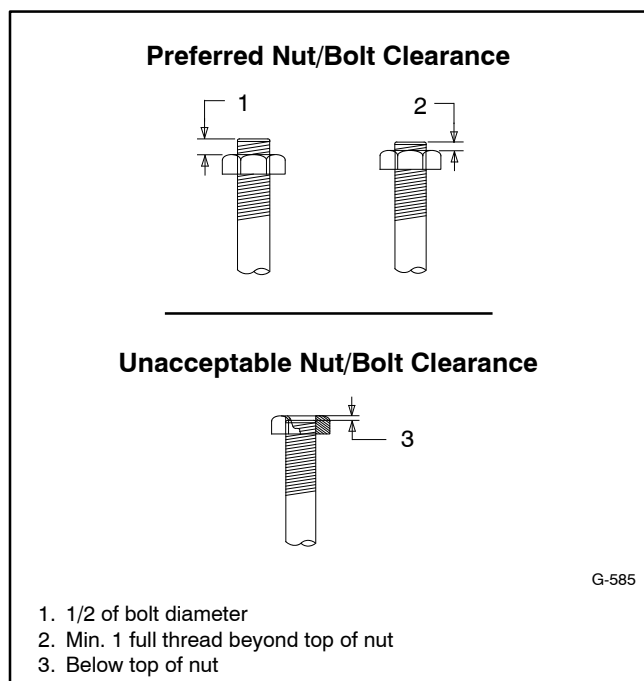 Preferred Nut/Bolt Clearance
1
2
Unacceptable Nut/Bolt Clearance
3
G-585
1. 1/2 of bolt diameter
2. Min. 1 full thread beyond top of nut
3. Below top of nut